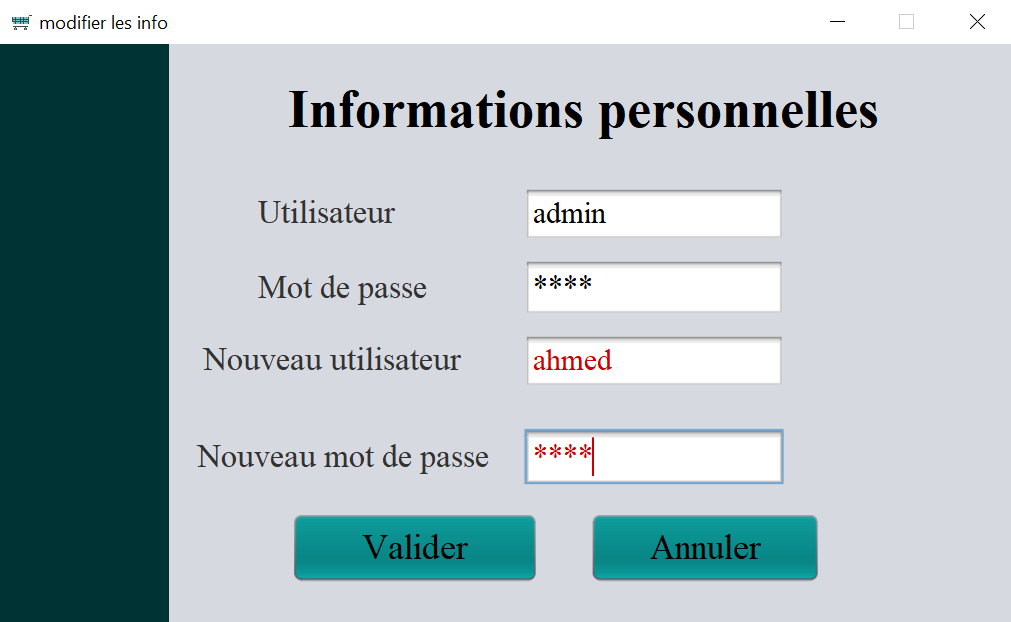 modifier les info
Informations personnelles
Utilisateur
admin
Mot de passe
****
Nouveau utilisateur
ahmed
Nouveau mot de passe
****
Valider
Annuler